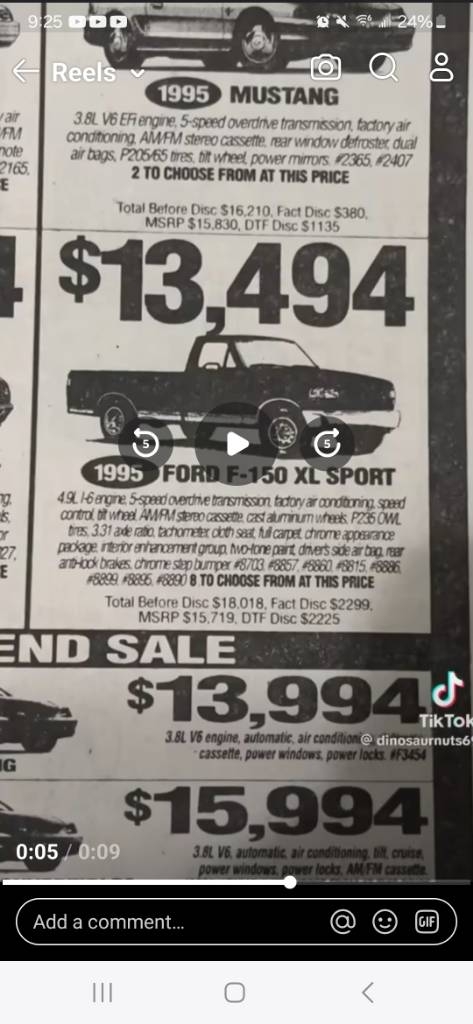 9:25
24%
Reels
1995 MUSTANG
3.8L V6 EFI engine, 5-speed overdrive transmission, factory air
conditioning, AM/FM stereo cassette, rear window defroster, dual
air bags, P205/65 tires, tilt wheel, power mirrors. #2365, #2407
2 TO CHOOSE FROM AT THIS PRICE
Total Before Disc $16,210, Fact Disc $380,
MSRP $15,830, DTF Disc $1135
$13,494
5
5
1995 FORD F-150 XL SPORT
4.9L I-6 engine, 5-speed overdrive transmission, factory air conditioning, speed
control, tilt wheel, AM/FM stereo cassette, cast aluminum wheels, P235 OWL
tires, 3.31 axle ratio, tachometer, cloth seat, full carpet, chrome appearance
package, interior enhancement group, two-tone paint, driver's side air bag, rear
anti-lock brakes, chrome step bumper. #8703, #8857, #8860, #8815, #8886,
#8899, #8895, #8890 8 TO CHOOSE FROM AT THIS PRICE
Total Before Disc $18,018, Fact Disc $2299,
MSRP $15,719, DTF Disc $2225
END SALE
$13,994
TikTok
3.8L V6 engine, automatic, air condition
@ dinosaurnuts6
cassette, power windows, power locks. #F3454
$15,994
3.8L V6, automatic, air conditioning, tilt, cruise,
power windows, power locks, AM/FM cassette
0:05 / 0:09
Add a comment...
GIF